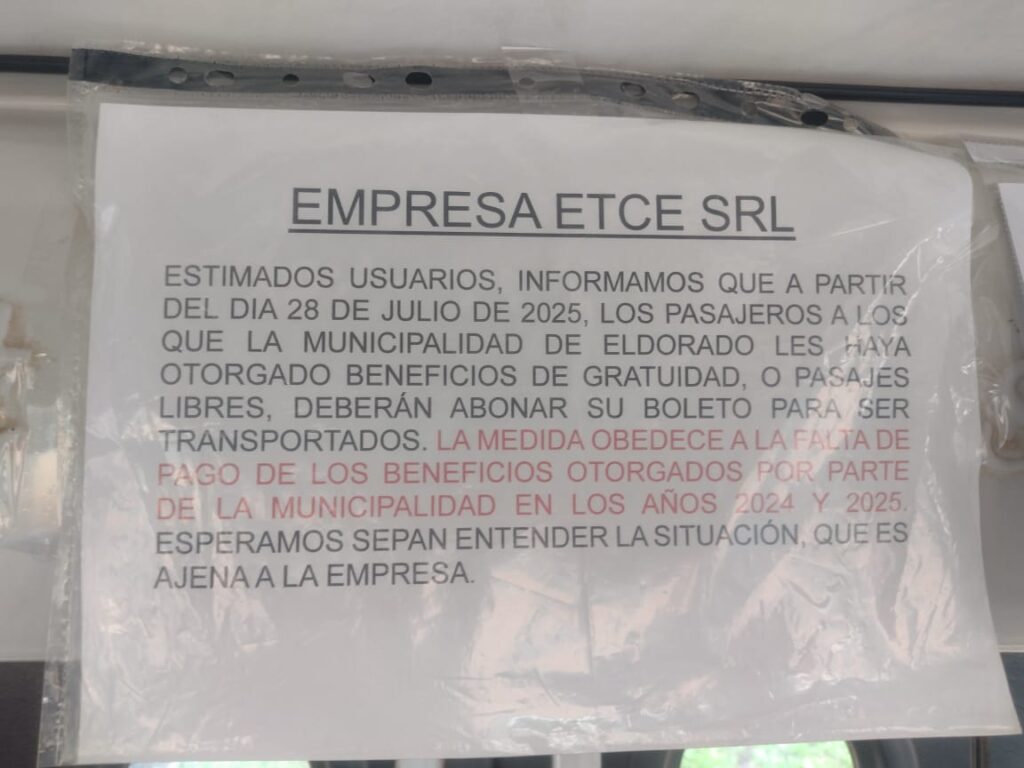 EMPRESA ETCE SRL
ESTIMADOS USUARIOS, INFORMAMOS QUE A PARTIR
DEL DIA 28 DE JULIO DE 2025, LOS PASAJEROS A LOS
QUE LA MUNICIPALIDAD DE ELDORADO LES HAYA
OTORGADO BENEFICIOS DE GRATUIDAD, O PASAJES
LIBRES, DEBERÁN ABONAR SU BOLETO PARA SER
TRANSPORTADOS. LA MEDIDA OBEDECE A LA FALTA DE
PAGO DE LOS BENEFICIOS OTORGADOS POR PARTE
DE LA MUNICIPALIDAD EN LOS AÑOS 2024 Y 2025.
ESPERAMOS SEPAN ENTENDER LA SITUACIÓN, QUE ES
AJENA A LA EMPRESA.